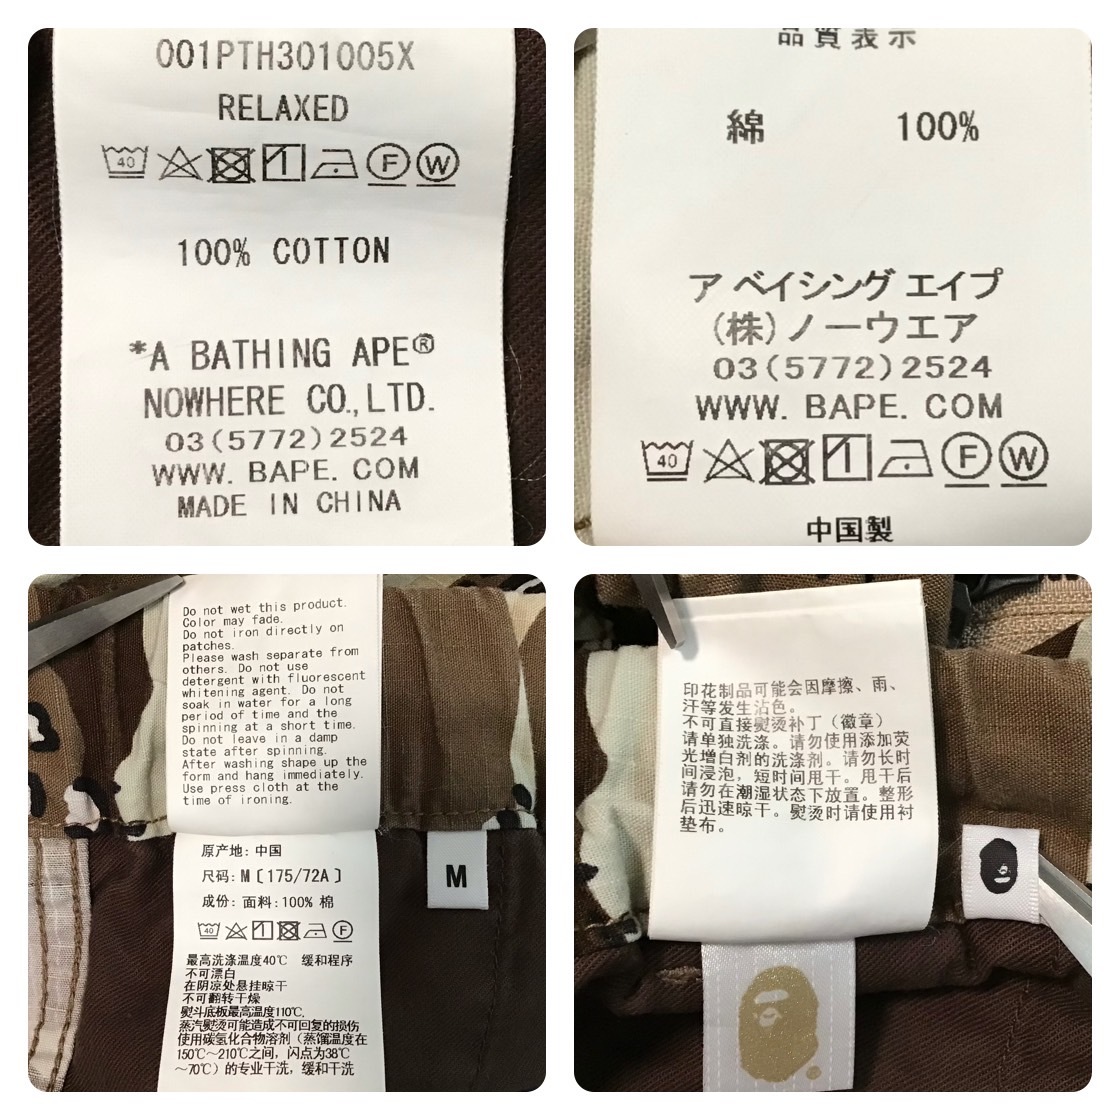 001PTH301005X
RELAXED
40 1 F W
100% COTTON
*A BATHING APE®
NOWHERE CO.,LTD.
03(5772)2524
WWW. BAPE. COM
MADE IN CHINA
品質表示
綿 100%
ア ベイシング エイプ
(株)ノーウエア
03(5772)2524
WWW. BAPE. COM
40 1 F W
中国製
Do not wet this product.
Color may fade.
Do not iron directly on
patches.
Please wash separate from
others. Do not use
detergent with fluorescent
whitening agent. Do not
soak in water for a long
period of time and the
spinning at a short time.
Do not leave in a damp
state after spinning.
After washing shape up the
form and hang immediately.
Use press cloth at the
time of ironing.
原产地: 中国
尺码: M〔175/72A〕
成份: 面料:100% 棉
40 1 F
最高洗涤温度40℃ 缓和程序
不可漂白
在阴凉处悬挂晾干
不可翻转干燥
熨斗底板最高温度110℃,
蒸汽熨烫可能造成不可回复的损伤
使用碳氢化合物溶剂（蒸馏温度在
150℃～210℃之间，闪点为38℃
～70℃）的专业干洗，缓和干洗
M
印花制品可能会因摩擦、雨、
汗等发生沾色。
不可直接熨烫补丁（徽章）
请单独洗涤。请勿使用添加荧
光增白剂的洗涤剂。请勿长时
间浸泡，短时间甩干。甩干后
请勿在潮湿状态下放置。整形
后迅速晾干。熨烫时请使用衬
垫布。